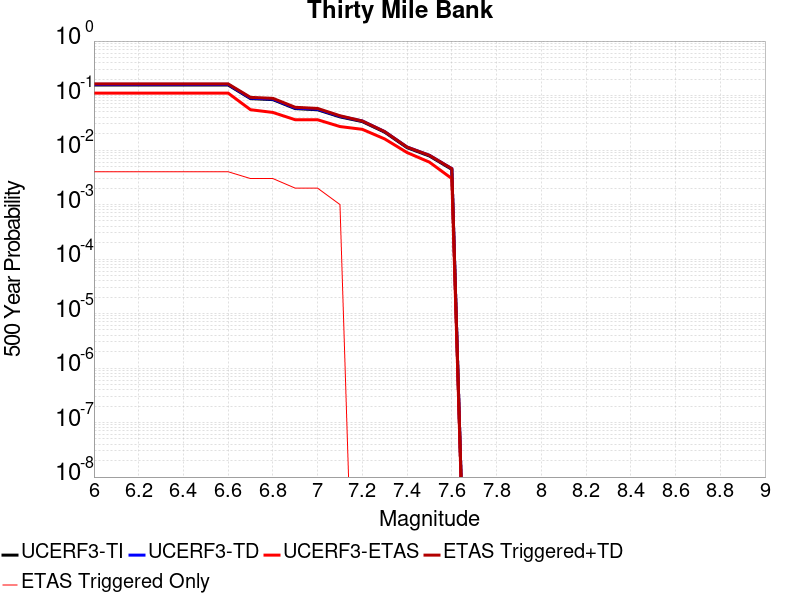 Thirty Mile Bank
10^0
10^-1
10^-2
10^-3
10^-4
10^-5
10^-6
10^-7
10^-8
500 Year Probability
6 6.2 6.4 6.6 6.8 7 7.2 7.4 7.6 7.8 8 8.2 8.4 8.6 8.8 9
Magnitude
UCERF3-TI UCERF3-TD UCERF3-ETAS ETAS Triggered+TD
ETAS Triggered Only